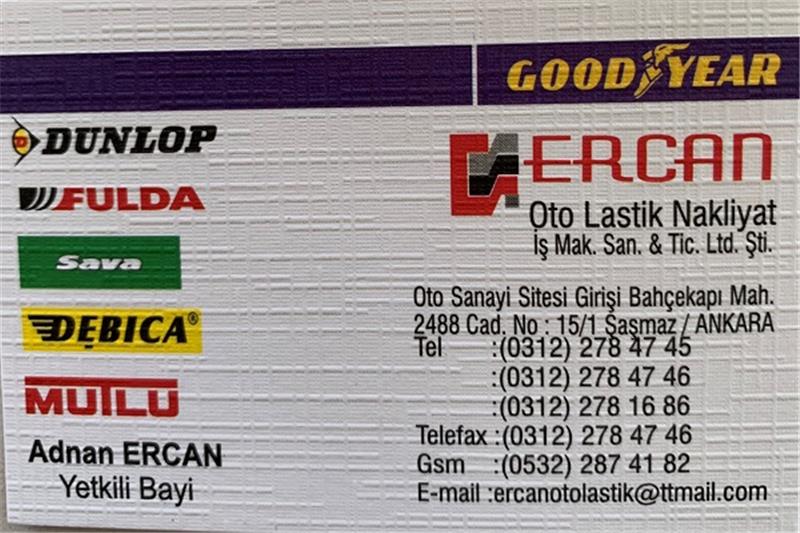 GOODYEAR
DUNLOP
FULDA
Sava
DĘBICA®
MUTLU
Adnan ERCAN
Yetkili Bayi
ERCAN
Oto Lastik Nakliyat
İş Mak. San. & Tic. Ltd. Şti.
Oto Sanayi Sitesi Girişi Bahçekapı Mah.
2488 Cad. No : 15/1 Şaşmaz / ANKARA
Tel :(0312) 278 47 45
:(0312) 278 47 46
:(0312) 278 16 86
Telefax :(0312) 278 47 46
Gsm :(0532) 287 41 82
E-mail :ercanotolastik@ttmail.com